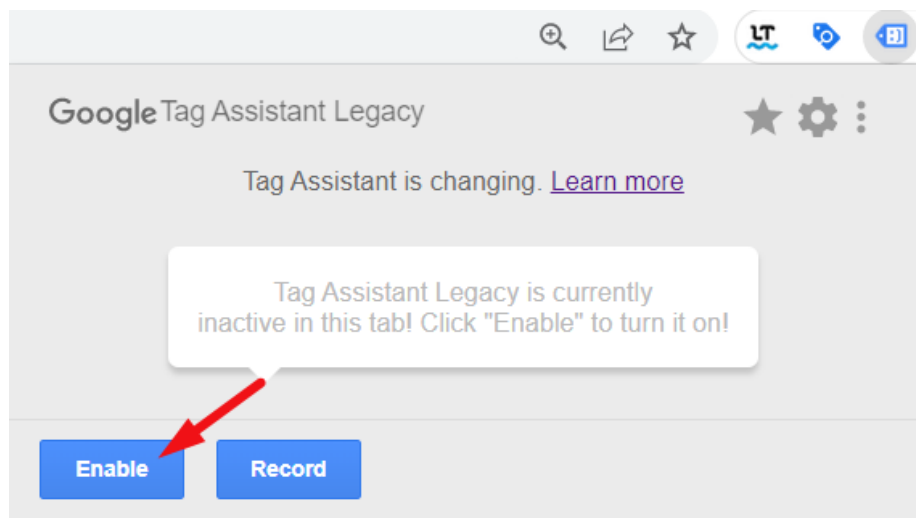 LT
Google Tag Assistant Legacy
Tag Assistant is changing. Learn more
Tag Assistant Legacy is currently
inactive in this tab! Click "Enable" to turn it on!
Enable
Record